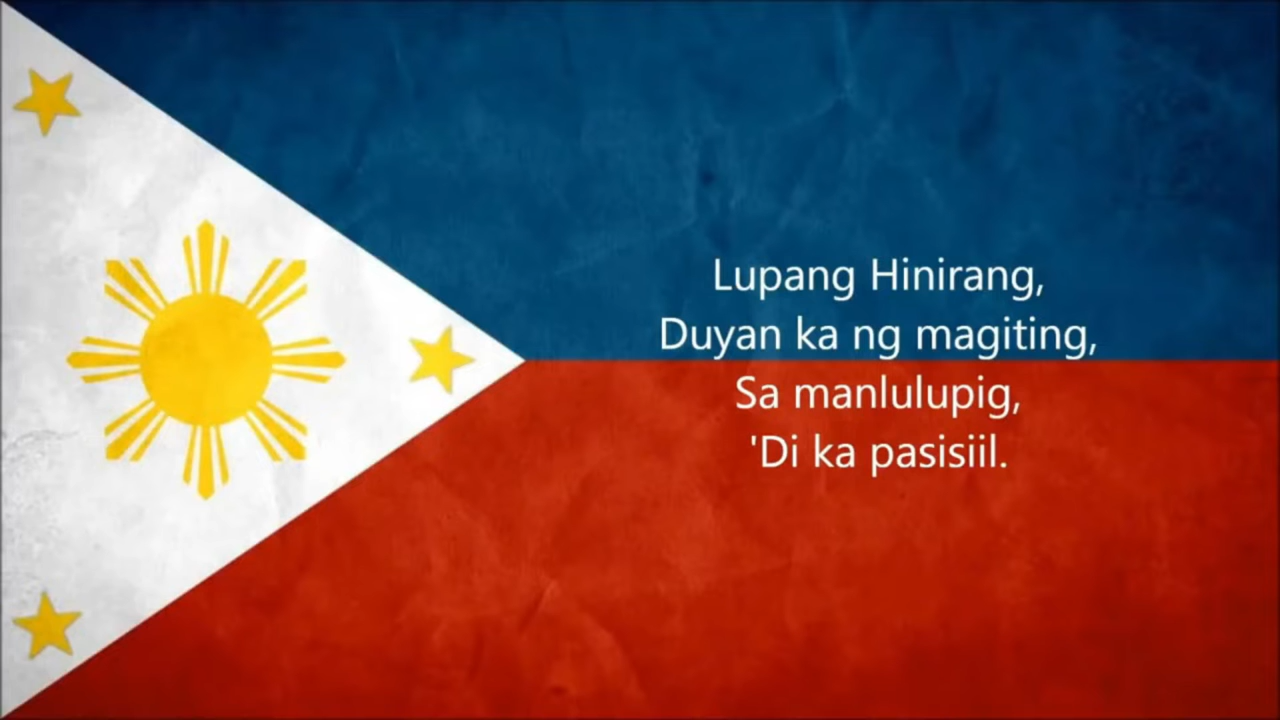 Lupang Hinirang,
Duyan ka ng magiting,
Sa manlulupig,
'Di ka pasisiil.